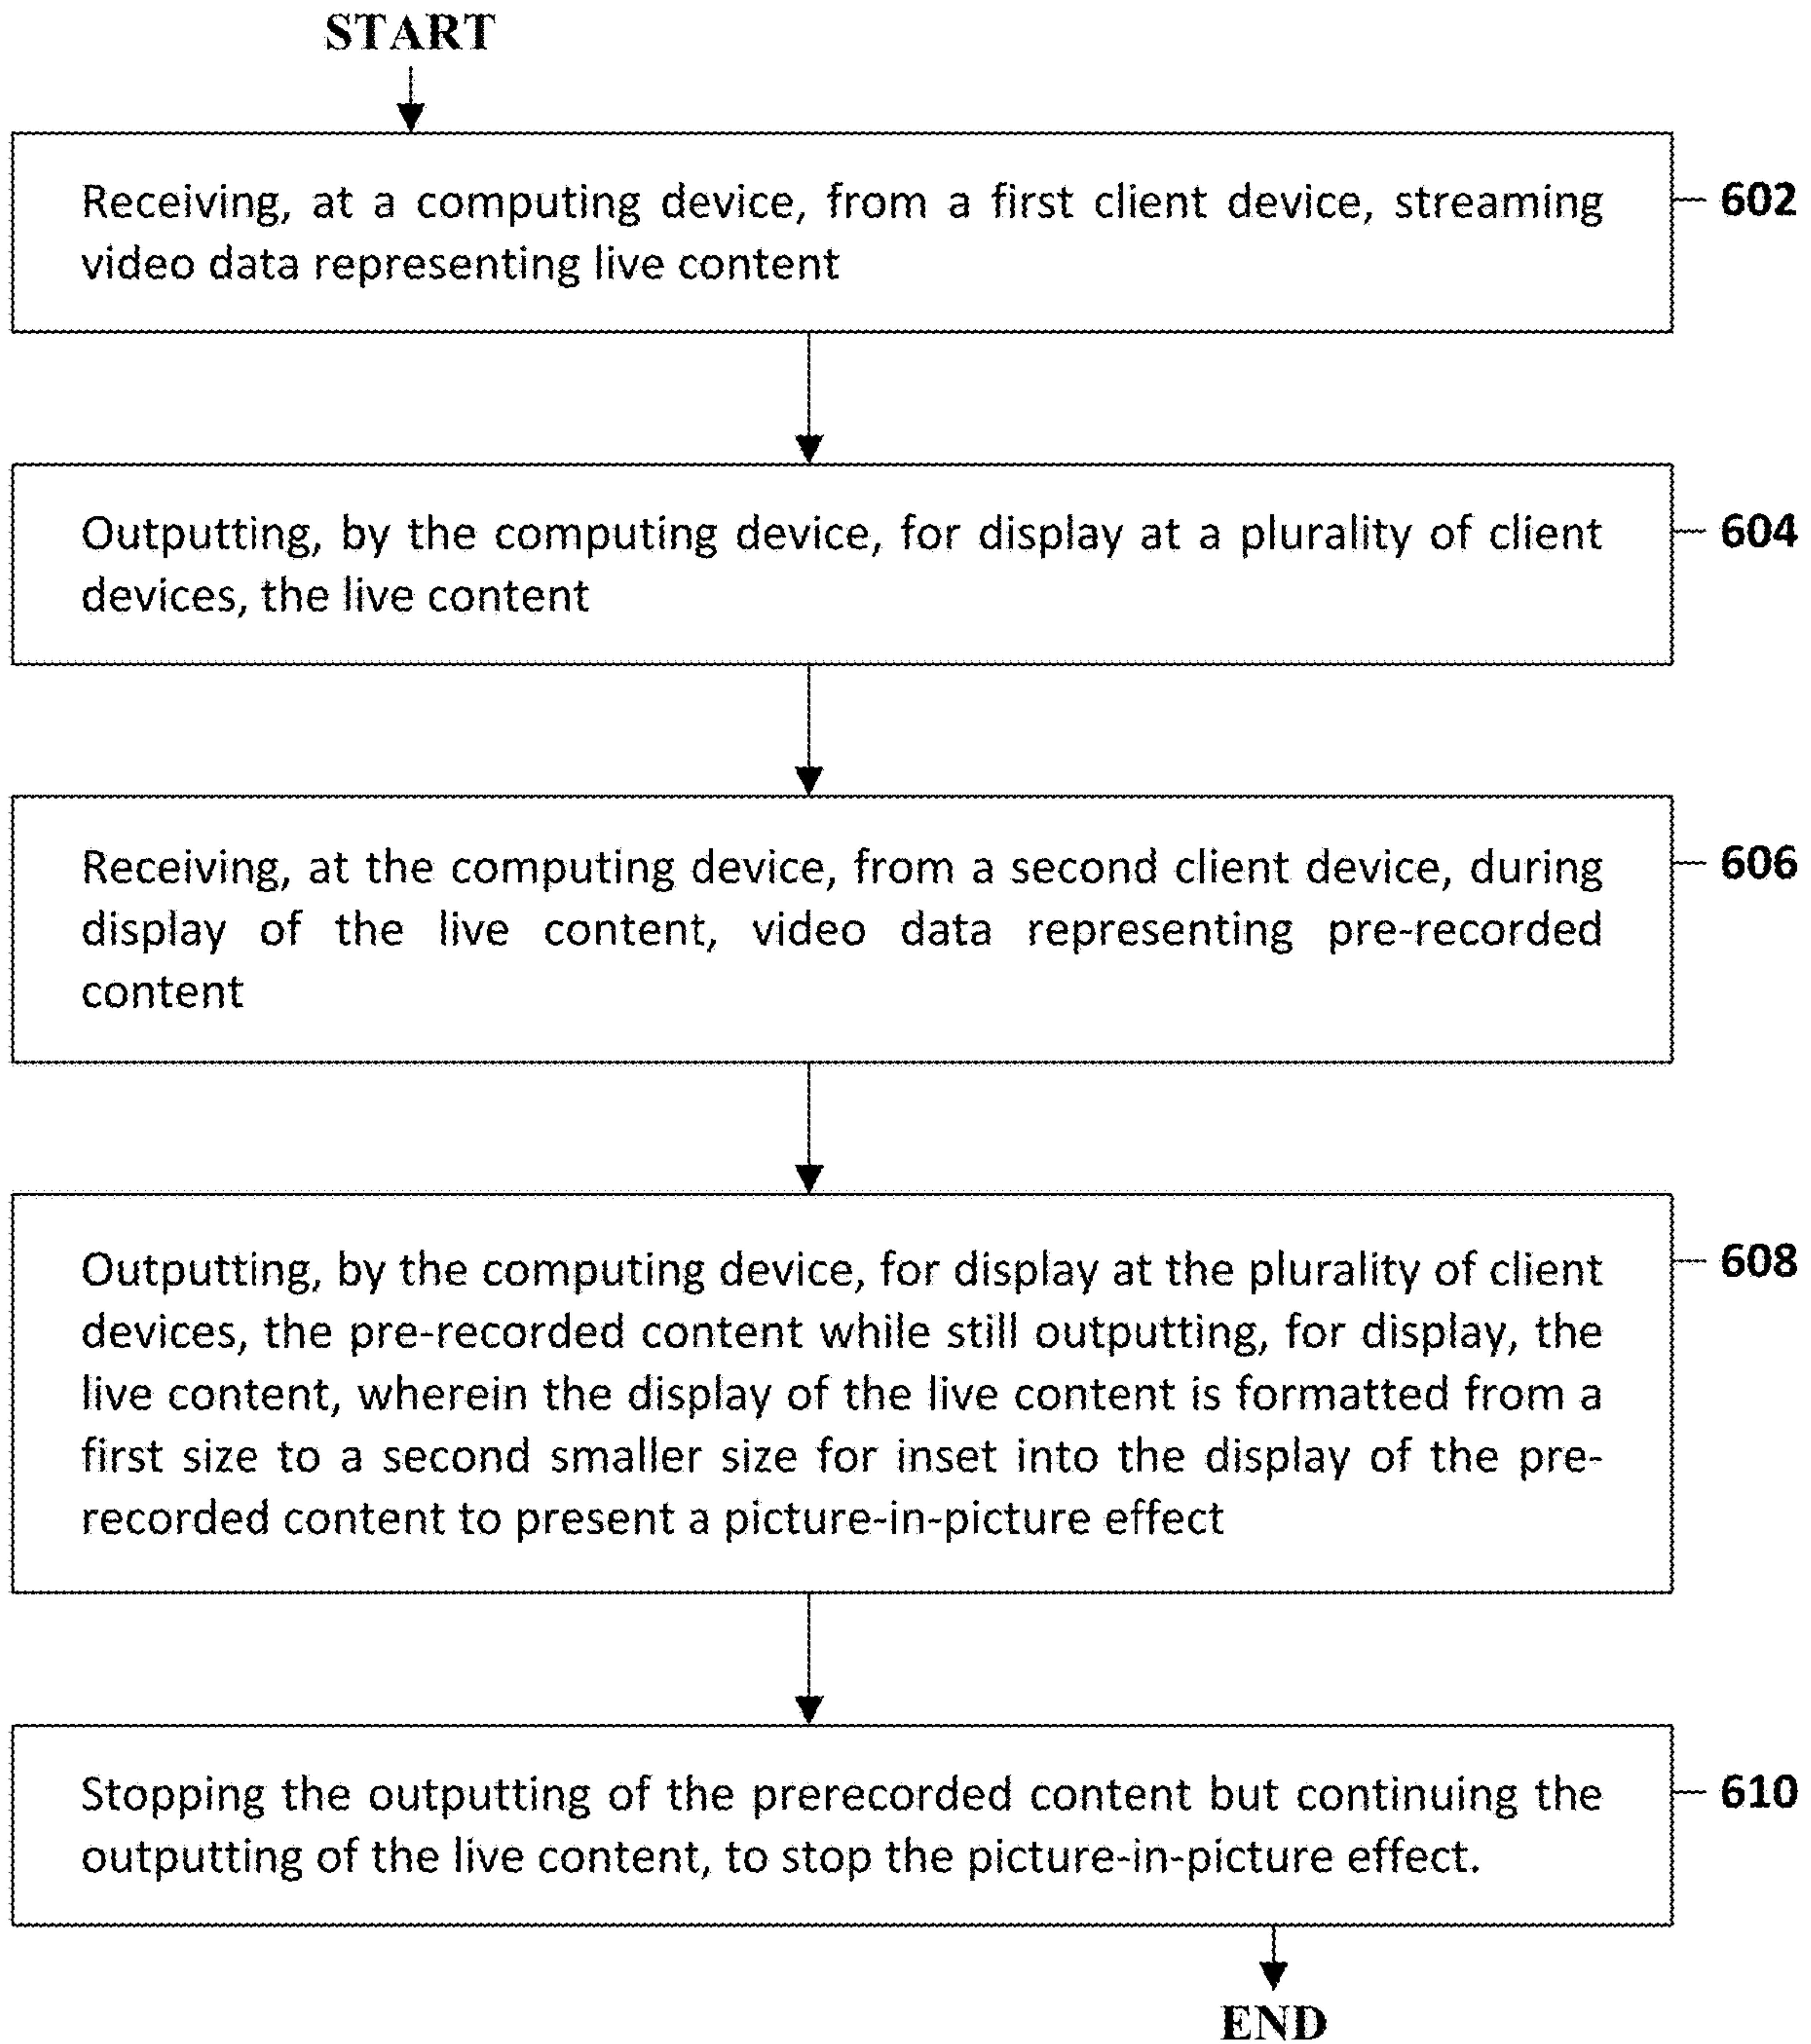 START
Receiving, at a computing device, from a first client device, streaming
602
video data representing live content
Outputting, by the computing device, for display at a plurality of client
604
devices, the live content
Receiving, at the computing device, from a second client device, during
606
display of the live content, video data representing pre-recorded
content
Outputting, by the computing device, for display at the plurality of client
608
devices, the pre-recorded content while still outputting, for display, the
live content, wherein the display of the live content is formatted from a
first size to a second smaller size for inset into the display of the pre-
recorded content to present a picture-in-picture effect
Stopping the outputting of the prerecorded content but continuing the
610
outputting of the live content, to stop the picture-in-picture effect.
END